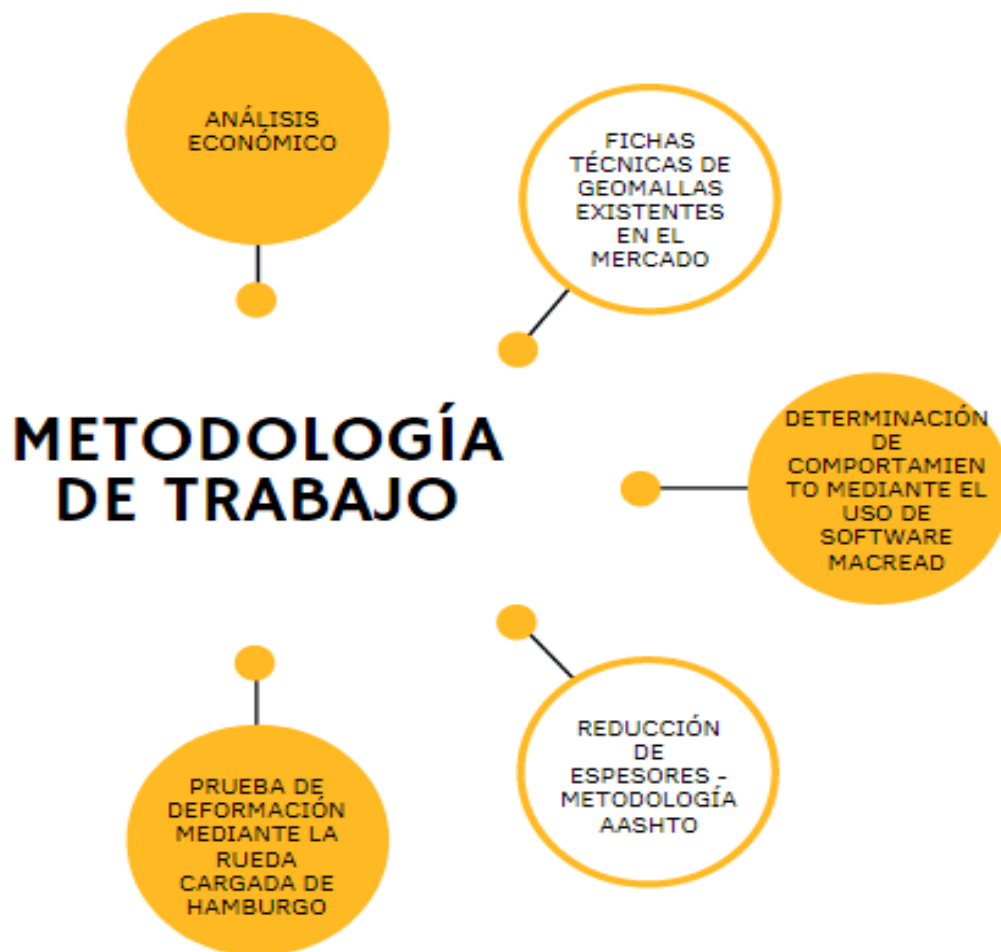 ANÁLISIS
ECONÓMICO
FICHAS
TÉCNICAS DE
GEOMALLAS
EXISTENTES
EN EL
MERCADO
METODOLOGÍA
DE TRABAJO
DETERMINACIÓN
DE
COMPORTAMIEN
TO MEDIANTE EL
USO DE
SOFTWARE
MACREAD
REDUCCIÓN
DE
ESPESORES -
METODOLOGÍA
AASHTO
PRUEBA DE
DEFORMACIÓN
MEDIANTE LA
RUEDA
CARGADA DE
HAMBURGO